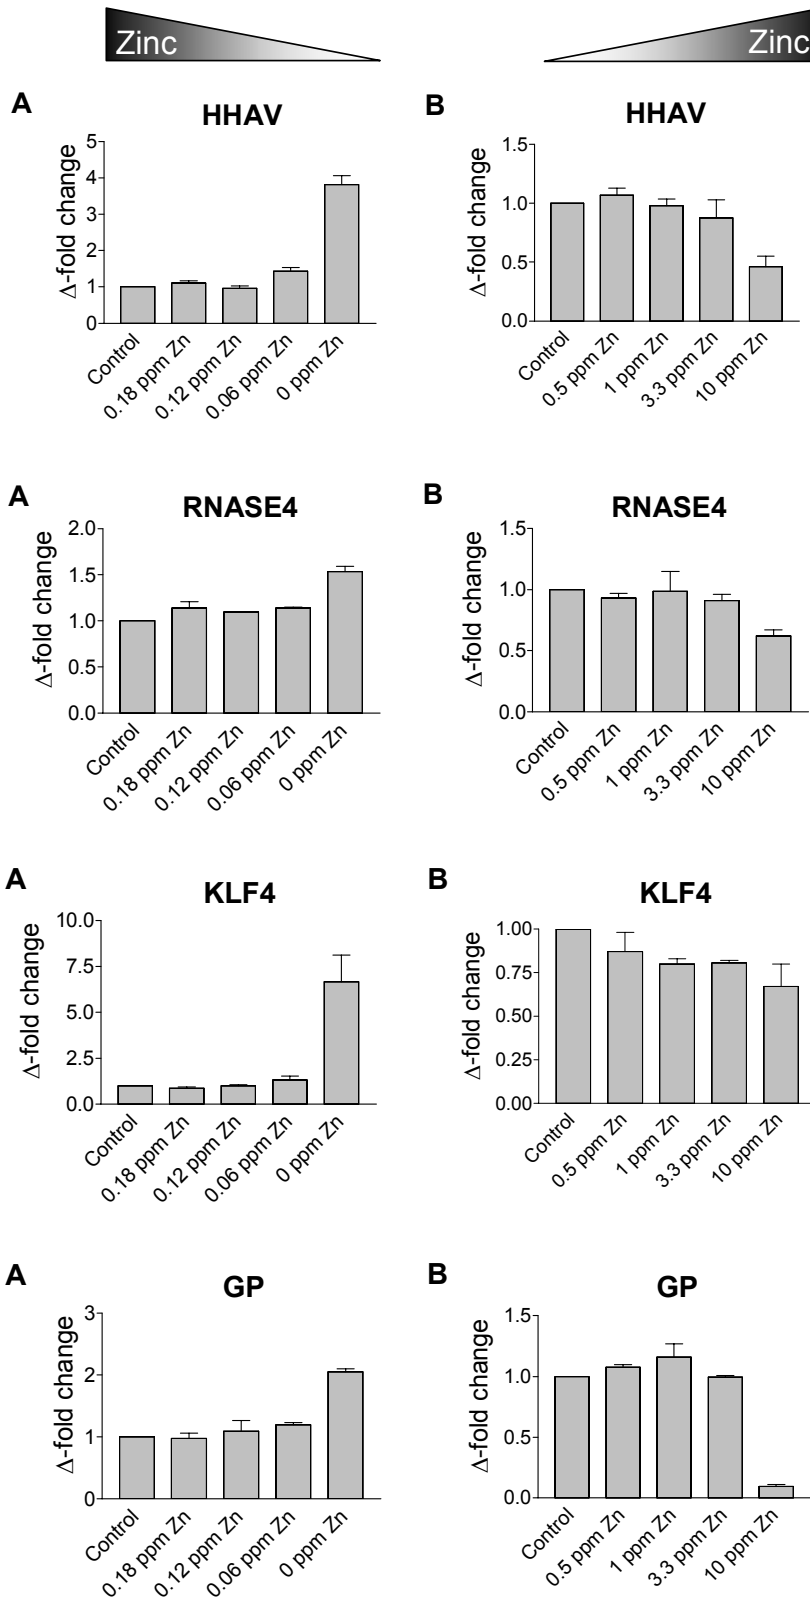 Zinc
Zinc
A
HHAV
Δ-fold change
5
4
3
2
1
0
Control
0.18 ppm Zn
0.12 ppm Zn
0.06 ppm Zn
0 ppm Zn
B
HHAV
Δ-fold change
1.5
1.0
0.5
0.0
Control
0.5 ppm Zn
1 ppm Zn
3.3 ppm Zn
10 ppm Zn
A
RNASE4
Δ-fold change
2.0
1.5
1.0
0.5
0.0
Control
0.18 ppm Zn
0.12 ppm Zn
0.06 ppm Zn
0 ppm Zn
B
RNASE4
Δ-fold change
1.5
1.0
0.5
0.0
Control
0.5 ppm Zn
1 ppm Zn
3.3 ppm Zn
10 ppm Zn
A
KLF4
Δ-fold change
10.0
7.5
5.0
2.5
0.0
Control
0.18 ppm Zn
0.12 ppm Zn
0.06 ppm Zn
0 ppm Zn
B
KLF4
Δ-fold change
1.00
0.75
0.50
0.25
0.00
Control
0.5 ppm Zn
1 ppm Zn
3.3 ppm Zn
10 ppm Zn
A
GP
Δ-fold change
3
2
1
0
Control
0.18 ppm Zn
0.12 ppm Zn
0.06 ppm Zn
0 ppm Zn
B
GP
Δ-fold change
1.5
1.0
0.5
0.0
Control
0.5 ppm Zn
1 ppm Zn
3.3 ppm Zn
10 ppm Zn